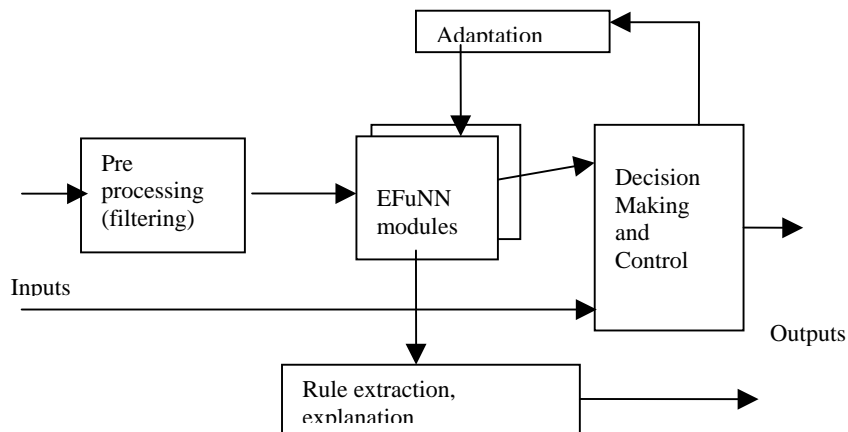 Adaptation
Pre
processing
(filtering)
EFuNN
modules
Decision
Making
and
Control
Inputs
Outputs
Rule extraction,
explanation